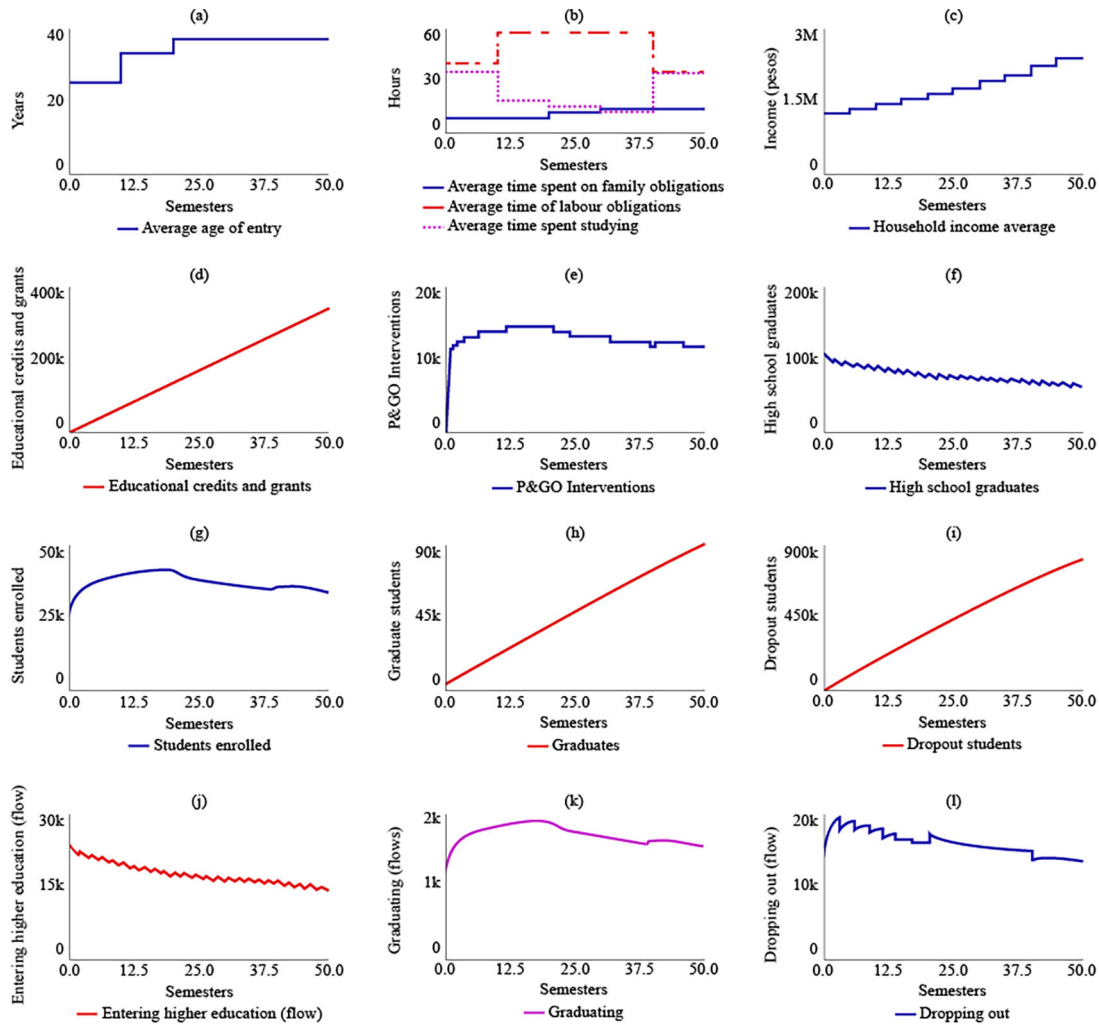 (a)
40
20
0
Years
0.0 12.5 25.0 37.5 50.0
Semesters
Average age of entry
(b)
60
30
0
Hours
0.0 12.5 25.0 37.5 50.0
Semesters
Average time spent on family obligations
Average time of labour obligations
Average time spent studying
(c)
3M
1.5M
0
Income (pesos)
0.0 12.5 25.0 37.5 50.0
Semesters
Household income average
(d)
400k
200k
0
Educational credits and grants
0.0 12.5 25.0 37.5 50.0
Semesters
Educational credits and grants
(e)
20k
10k
0
P&GO Interventions
0.0 12.5 25.0 37.5 50.0
Semesters
P&GO Interventions
(f)
200k
100k
0
High school graduates
0.0 12.5 25.0 37.5 50.0
Semesters
High school graduates
(g)
50k
25k
0
Students enrolled
0.0 12.5 25.0 37.5 50.0
Semesters
Students enrolled
(h)
90k
45k
0
Graduate students
0.0 12.5 25.0 37.5 50.0
Semesters
Graduates
(i)
900k
450k
0
Dropout students
0.0 12.5 25.0 37.5 50.0
Semesters
Dropout students
(j)
30k
15k
0
Entering higher education (flow)
0.0 12.5 25.0 37.5 50.0
Semesters
Entering higher education (flow)
(k)
2k
1k
0
Graduating (flows)
0.0 12.5 25.0 37.5 50.0
Semesters
Graduating
(l)
20k
10k
0
Dropping out (flow)
0.0 12.5 25.0 37.5 50.0
Semesters
Dropping out